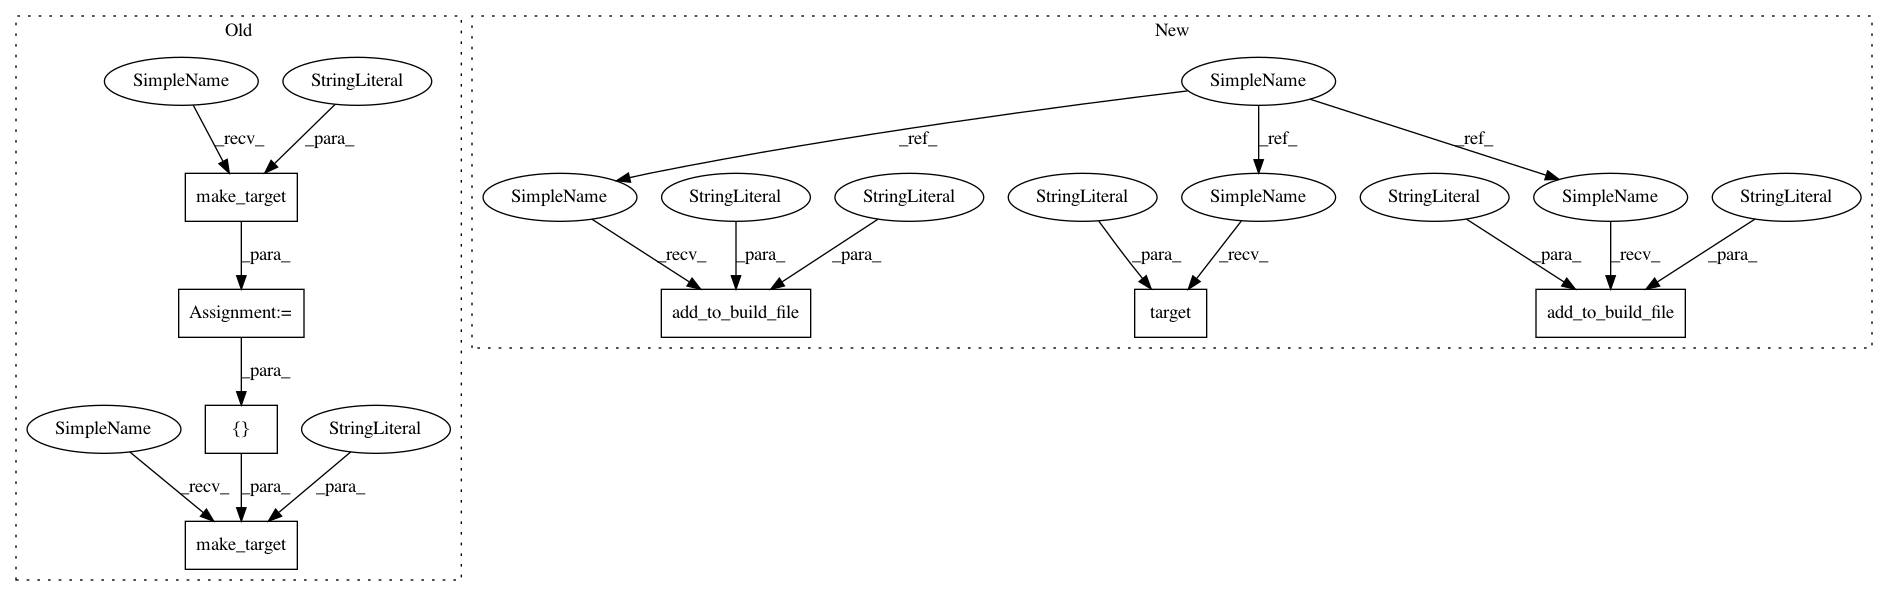 Old
New
SimpleName
StringLiteral
SimpleName
_recv_
_para_
_ref_
_ref_
_ref_
make_target
SimpleName
StringLiteral
StringLiteral
StringLiteral
SimpleName
StringLiteral
SimpleName
StringLiteral
_para_
_recv_
_para_
_para_
_para_
_recv_
_para_
_recv_
_para_
Assignment:=
add_to_build_file
target
add_to_build_file
_para_
SimpleName
{}
StringLiteral
_recv_
_para_
_para_
make_target